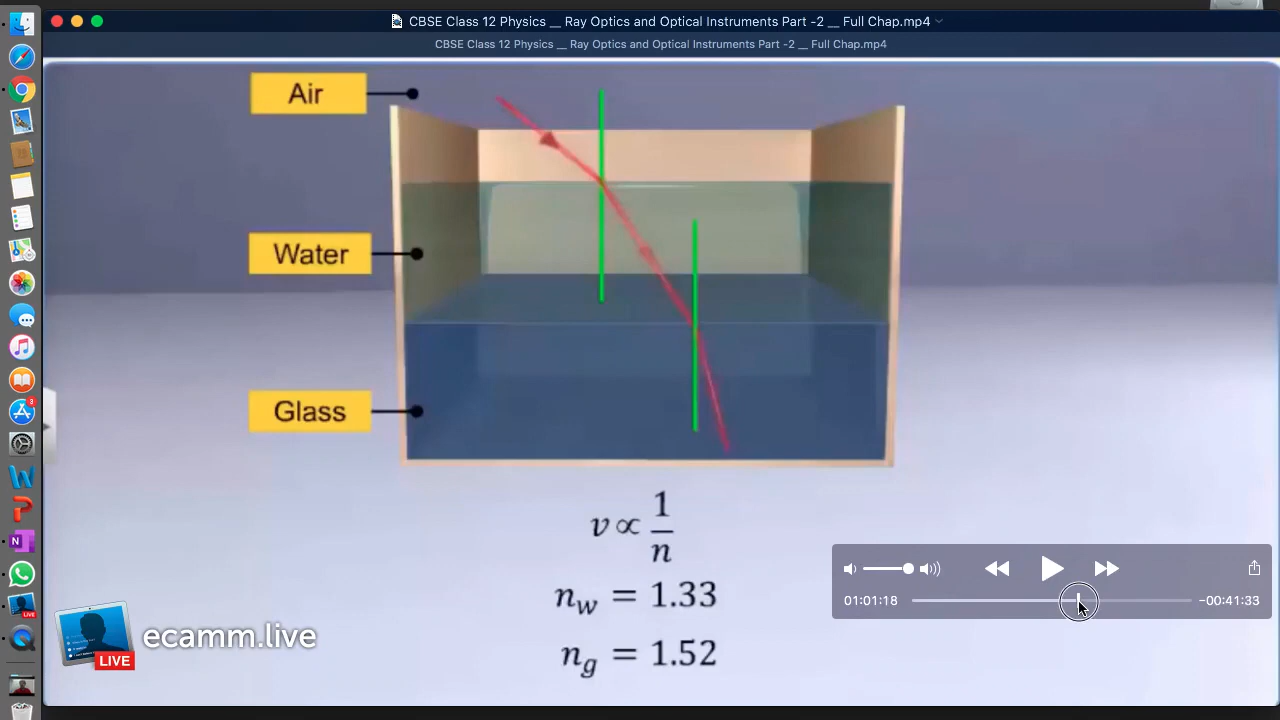 CBSE Class 12 Physics __ Ray Optics and Optical Instruments Part -2 __ Full Chap.mp4
CBSE Class 12 Physics __ Ray Optics and Optical Instruments Part -2 __ Full Chap.mp4
Air
Water
Glass
v ∝ 1/n
n_w = 1.33
n_g = 1.52
01:01:18
−00:41:33
3
ecamm.live
LIVE
LIVE